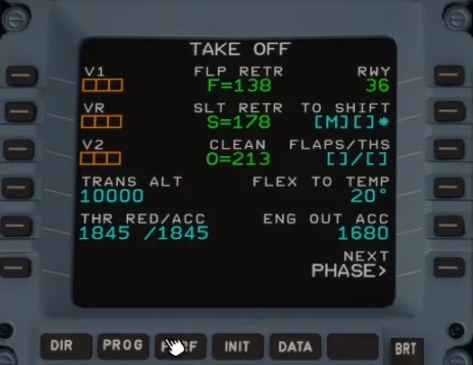 TAKE OFF
V1 FLP RETR RWY
▯▯▯ F=138 36
VR SLT RETR TO SHIFT
▯▯▯ S=178 [M][]*
V2 CLEAN FLAPS/THS
▯▯▯ O=213 []/[]
TRANS ALT FLEX TO TEMP
10000 20°
THR RED/ACC ENG OUT ACC
1845 /1845 1680
NEXT
PHASE>
DIR PROG PERF INIT DATA BRT